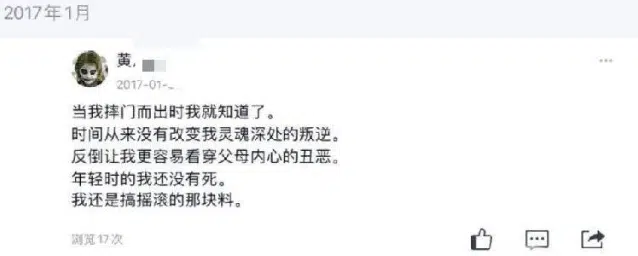 2017年1月
黄,
2017-01-
当我摔门而出时我就知道了。
时间从来没有改变我灵魂深处的叛逆。
反倒让我更容易看穿父母内心的丑恶。
年轻时的我还没有死。
我还是搞摇滚的那块料。
浏览17次